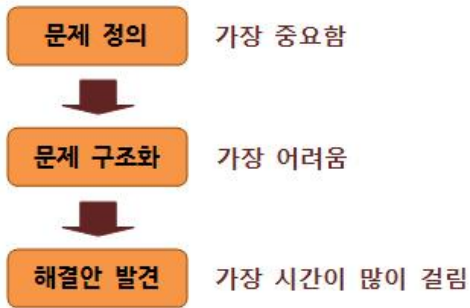 문제 정의 가장 중요함
문제 구조화 가장 어려움
해결안 발견 가장 시간이 많이 걸림